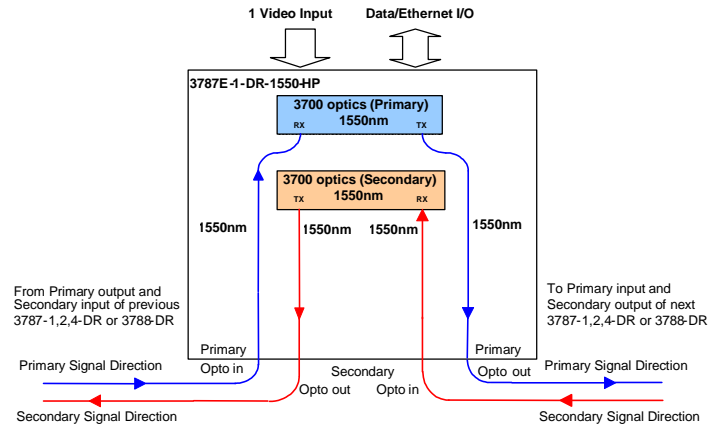 1 Video Input
Data/Ethernet I/O
3787E-1-DR-1550-HP
3700 optics (Primary)
RX
1550nm
TX
3700 optics (Secondary)
TX
1550nm
RX
1550nm
1550nm
1550nm
1550nm
From Primary output and
Secondary input of previous
3787-1,2,4-DR or 3788-DR
To Primary input and
Secondary output of next
3787-1,2,4-DR or 3788-DR
Primary
Opto in
Secondary
Primary
Opto out
Opto out
Opto in
Primary Signal Direction
Primary Signal Direction
Secondary Signal Direction
Secondary Signal Direction